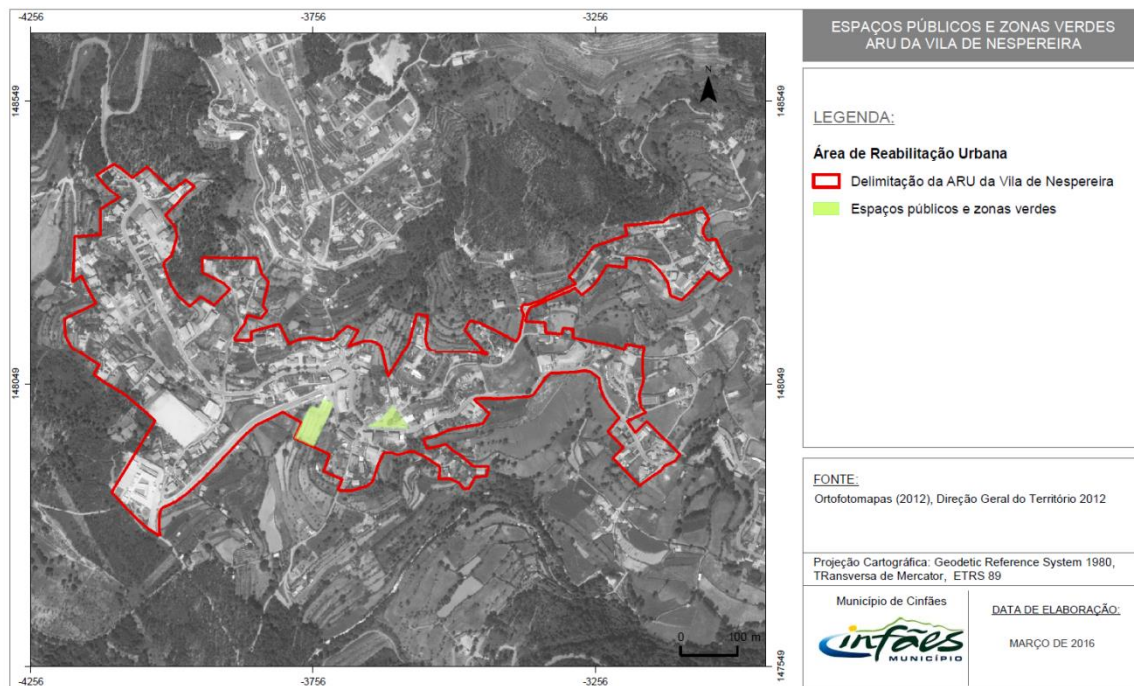 -4256
-3756
-3256
148549
148549
148049
148049
147549
-4256
-3756
-3256
N
0 100 m
ESPAÇOS PÚBLICOS E ZONAS VERDES
ARU DA VILA DE NESPEREIRA
LEGENDA:
Área de Reabilitação Urbana
Delimitação da ARU da Vila de Nespereira
Espaços públicos e zonas verdes
FONTE:
Ortofotomapas (2012), Direção Geral do Território 2012
Projeção Cartográfica: Geodetic Reference System 1980,
TRansversa de Mercator, ETRS 89
Município de Cinfães
cinfães
MUNICÍPIO
DATA DE ELABORAÇÃO:
MARÇO DE 2016